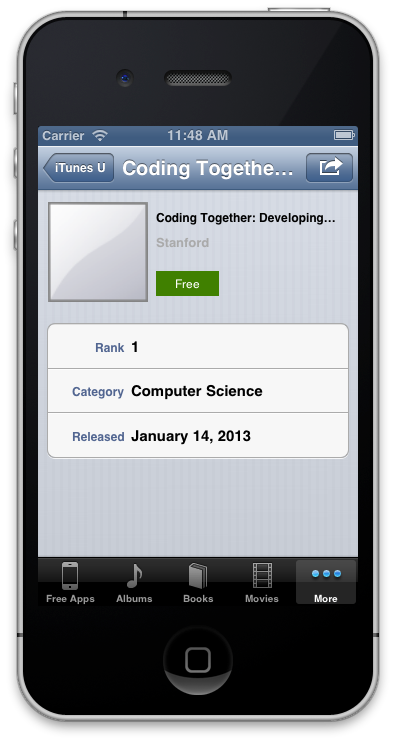 Carrier 11:48 AM
iTunes U Coding Togethe...
Coding Together: Developing...
Stanford
Free
Rank 1
Category Computer Science
Released January 14, 2013
Free Apps Albums Books Movies More